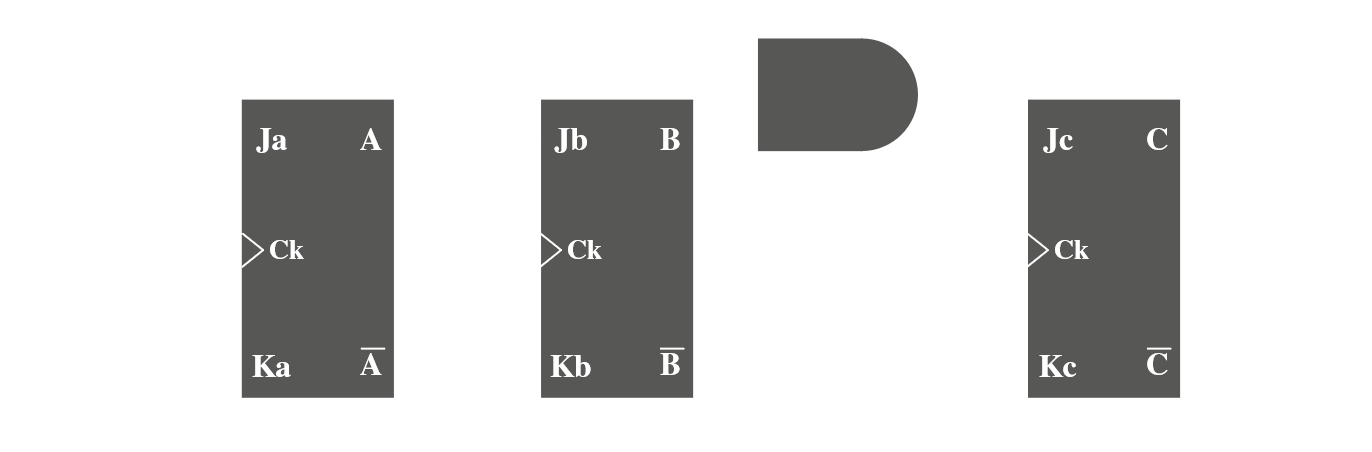 Ja A Jb B Jc C
Ck Ck Ck
Ka A̅ Kb B̅ Kc C̅